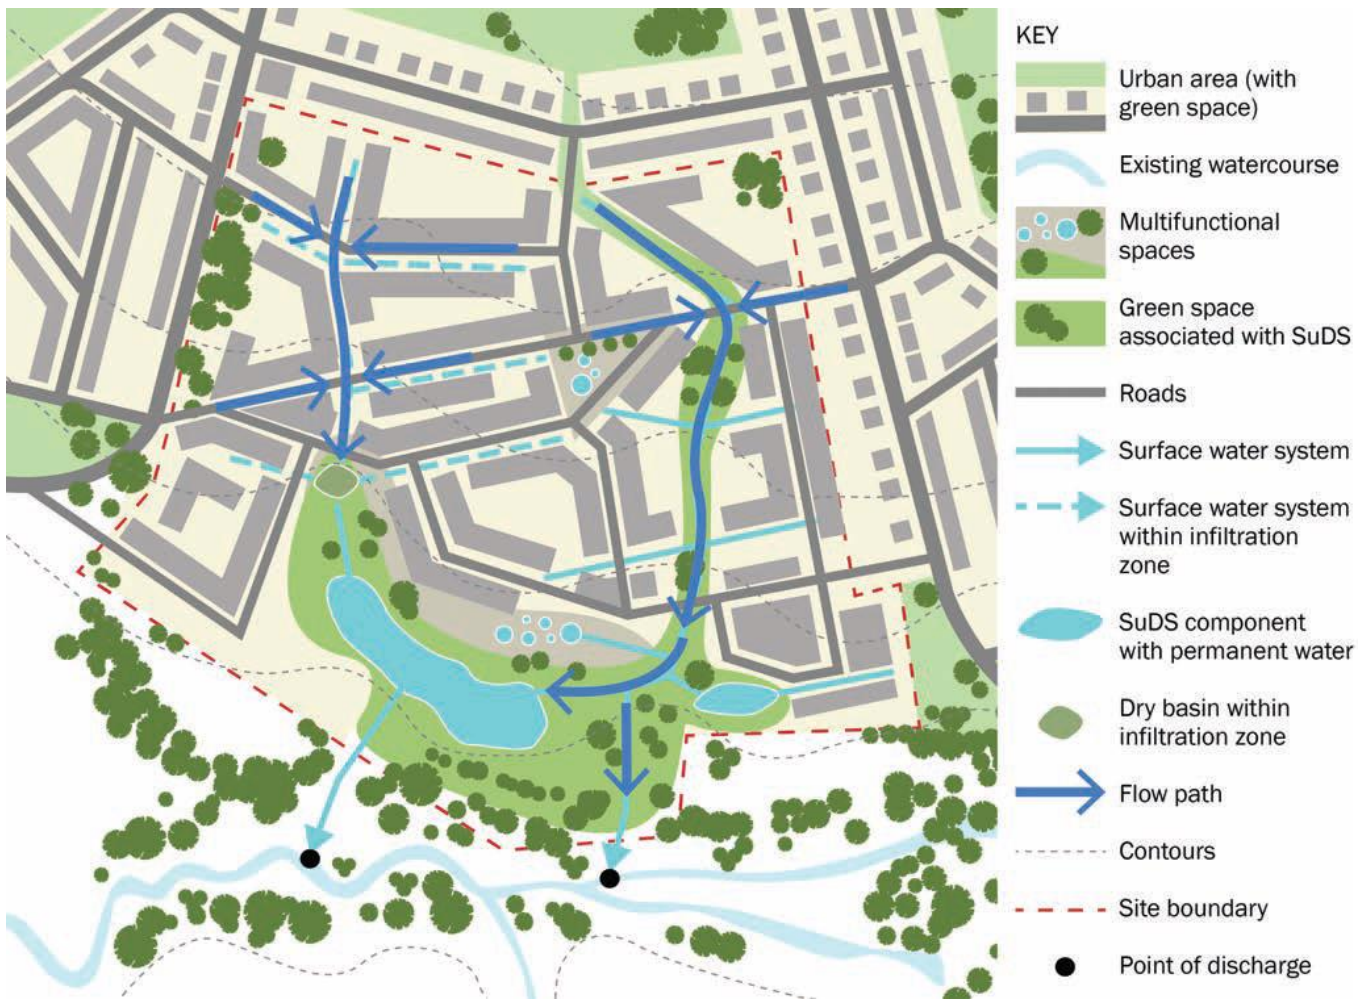 KEY
Urban area (with
green space)
Existing watercourse
Multifunctional
spaces
Green space
associated with SuDS
Roads
Surface water system
Surface water system
within infiltration
zone
SuDS component
with permanent water
Dry basin within
infiltration zone
Flow path
Contours
Site boundary
Point of discharge